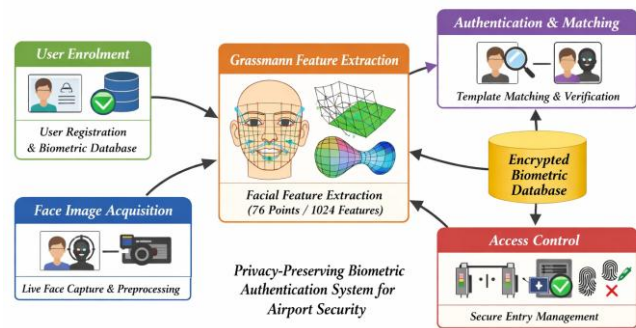 User Enrolment
User Registration
& Biometric Database
Face Image Acquisition
Live Face Capture & Preprocessing
Grassmann Feature Extraction
Facial Feature Extraction
(76 Points / 1024 Features)
Privacy-Preserving Biometric
Authentication System for
Airport Security
Authentication & Matching
Template Matching & Verification
Encrypted
Biometric
Database
Access Control
Secure Entry Management